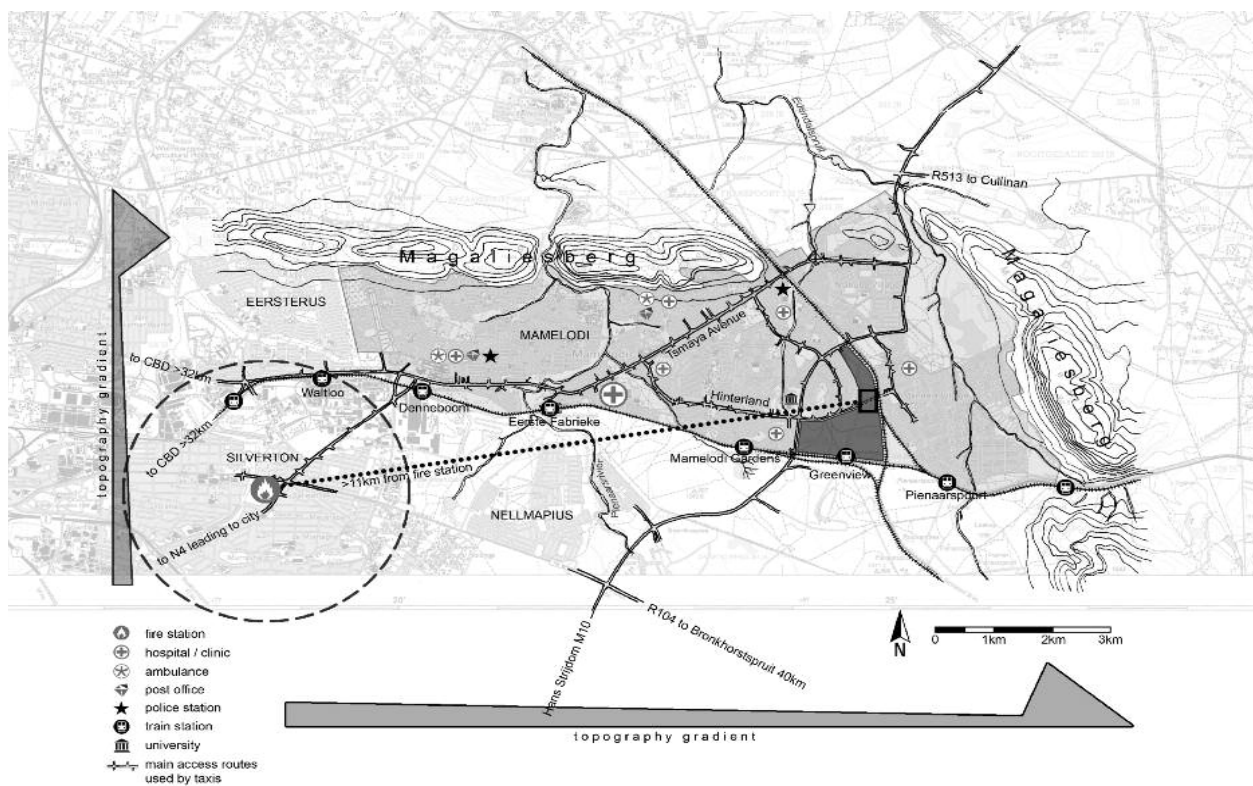 Edendalspruit
R513 to Cullinan
Magaliesberg
Magaliesberg
EERSTERUS
MAMELODI
Tsmaya Avenue
topography gradient
to CBD >32km
Waltloo
Denneboom
Eerste Fabrieke
Hinterland
to CBD >32km
SILVERTON
>11km from fire station
Mamelodi Gardens
Greenview
Pienaarspoort
to N4 leading to city
NELLMAPIUS
Pienaarsrivier
R104 to Bronkhorstspruit 40km
Hans Strijdom M10
N
0 1km 2km 3km
fire station
hospital / clinic
ambulance
post office
police station
train station
university
main access routes
used by taxis
topography gradient